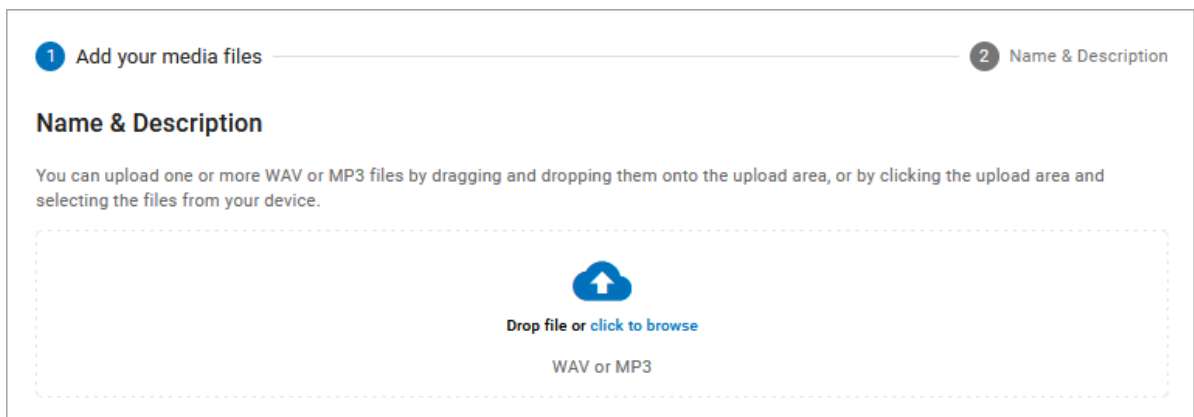 1 Add your media files 2 Name & Description
Name & Description
You can upload one or more WAV or MP3 files by dragging and dropping them onto the upload area, or by clicking the upload area and
selecting the files from your device.
Drop file or click to browse
WAV or MP3